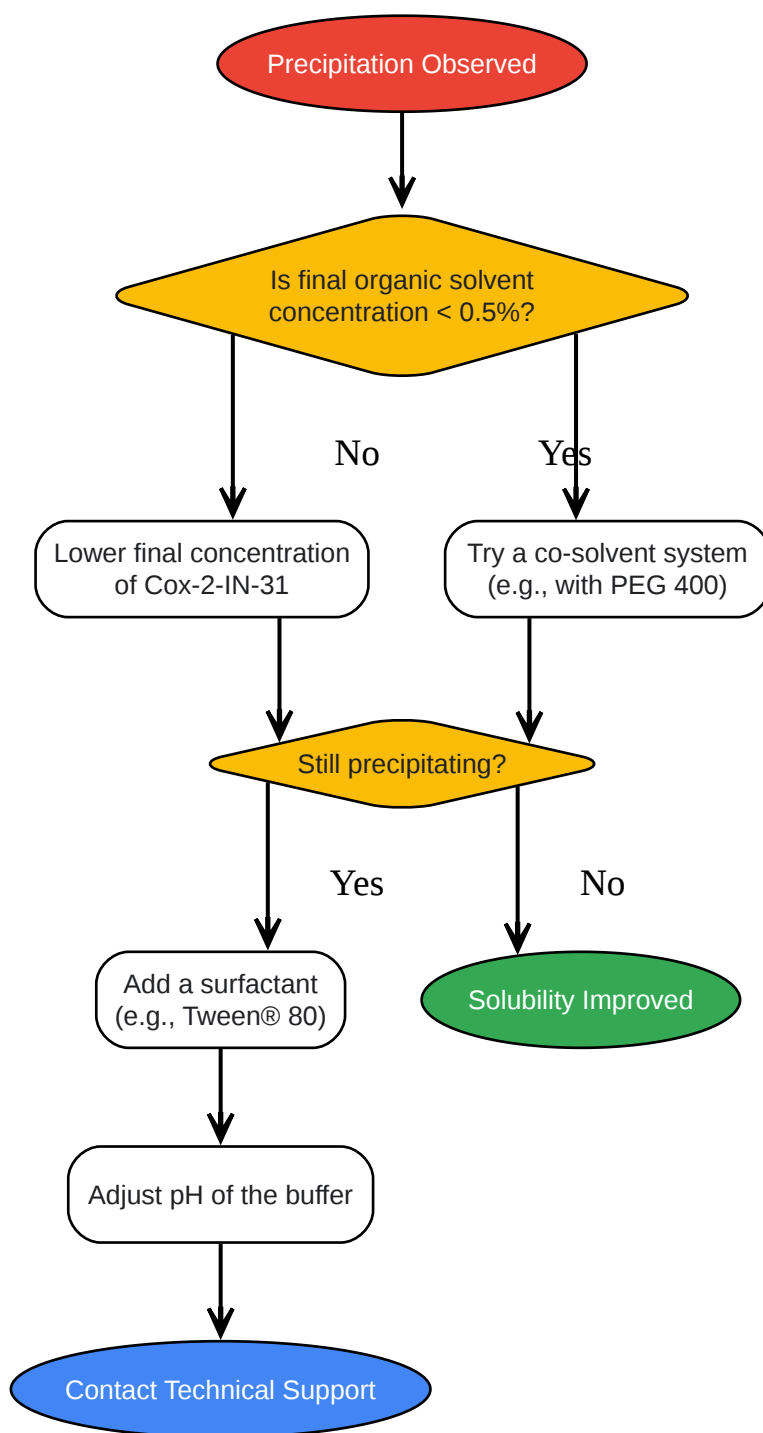 Precipitation Observed
Is final organic solvent
concentration < 0.5%?
No
Yes
Lower final concentration
of Cox-2-IN-31
Try a co-solvent system
(e.g., with PEG 400)
Still precipitating?
Yes
No
Add a surfactant
(e.g., Tween® 80)
Solubility Improved
Adjust pH of the buffer
Contact Technical Support